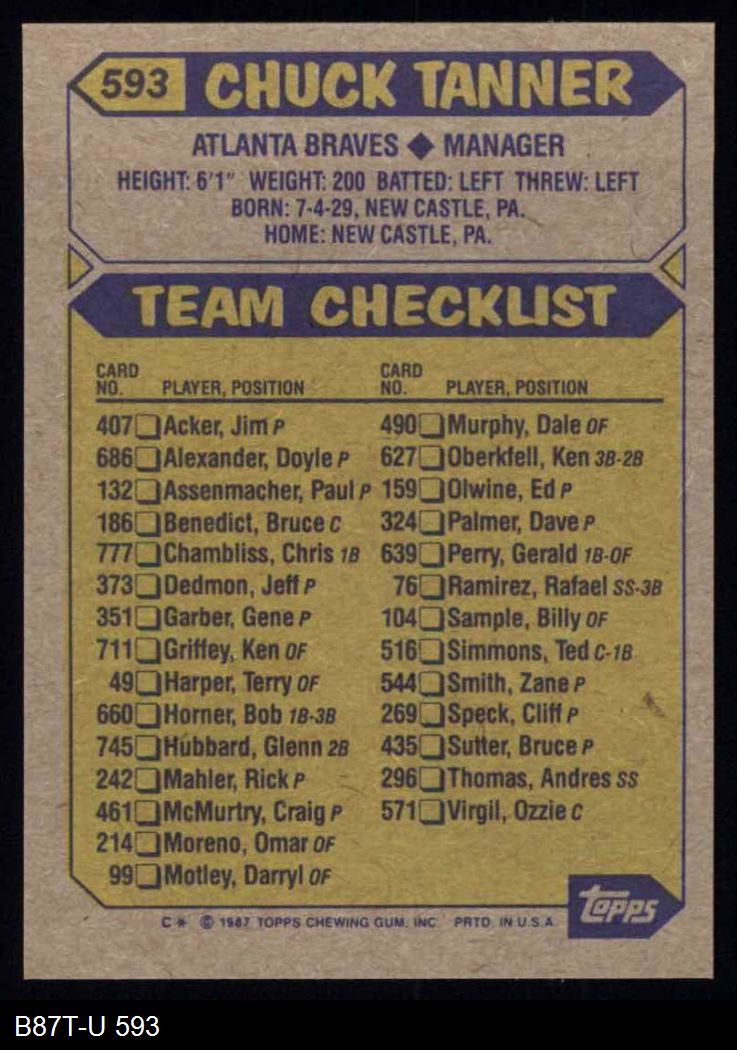 593 CHUCK TANNER
ATLANTA BRAVES ◆ MANAGER
HEIGHT: 6'1" WEIGHT: 200 BATTED: LEFT THREW: LEFT
BORN: 7-4-29, NEW CASTLE, PA.
HOME: NEW CASTLE, PA.
TEAM CHECKLIST
CARD
NO. PLAYER, POSITION
407 Acker, Jim P
686 Alexander, Doyle P
132 Assenmacher, Paul P
186 Benedict, Bruce C
777 Chambliss, Chris 1B
373 Dedmon, Jeff P
351 Garber, Gene P
711 Griffey, Ken OF
49 Harper, Terry OF
660 Horner, Bob 1B-3B
745 Hubbard, Glenn 2B
242 Mahler, Rick P
461 McMurtry, Craig P
214 Moreno, Omar OF
99 Motley, Darryl OF
CARD
NO. PLAYER, POSITION
490 Murphy, Dale OF
627 Oberkfell, Ken 3B-2B
159 Olwine, Ed P
324 Palmer, Dave P
639 Perry, Gerald 1B-OF
76 Ramirez, Rafael SS-3B
104 Sample, Billy OF
516 Simmons, Ted C-1B
544 Smith, Zane P
269 Speck, Cliff P
435 Sutter, Bruce P
296 Thomas, Andres SS
571 Virgil, Ozzie C
Topps
C* © 1987 TOPPS CHEWING GUM, INC. PRTD. IN U.S.A.
B87T-U 593